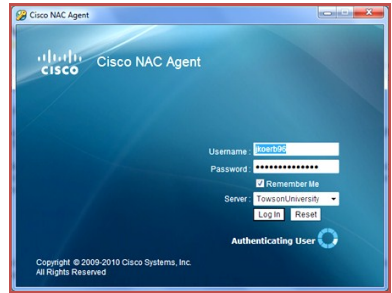 Cisco NAC Agent
CISCO
Cisco NAC Agent
Username : jkoerb96
Password : ••••••••••••••
Remember Me
Server : TowsonUniversity
Log In Reset
Authenticating User
Copyright © 2009-2010 Cisco Systems, Inc.
All Rights Reserved